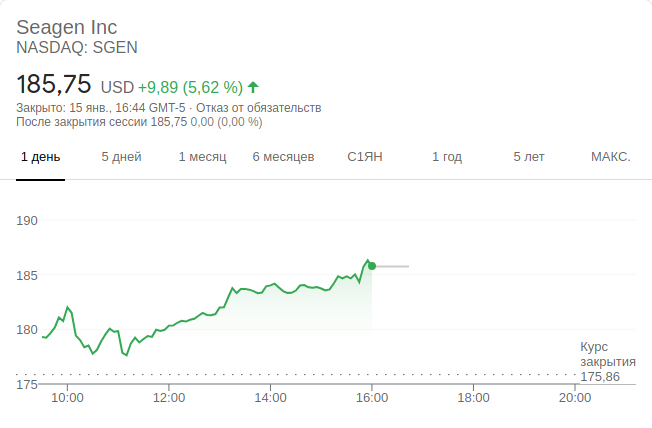 Seagen Inc
NASDAQ: SGEN
185,75 USD +9,89 (5,62 %)
Закрыто: 15 янв., 16:44 GMT-5 · Отказ от обязательств
После закрытия сессии 185,75 0,00 (0,00 %)
1 день 5 дней 1 месяц 6 месяцев С1ЯН 1 год 5 лет МАКС.
190
185
180
Курс
закрытия
175,86
175
10:00 12:00 14:00 16:00 18:00 20:00